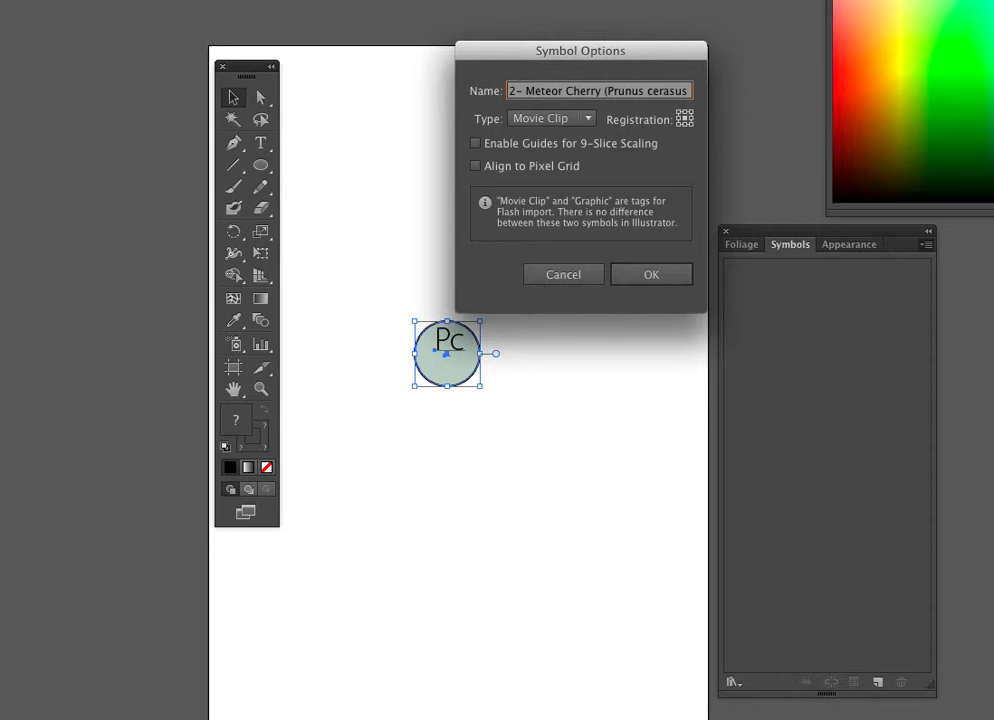 Symbol Options
Name: 2- Meteor Cherry (Prunus cerasus
Type: Movie Clip Registration:
Enable Guides for 9-Slice Scaling
Align to Pixel Grid
"Movie Clip" and "Graphic" are tags for
Flash import. There is no difference
between these two symbols in Illustrator.
Cancel OK
Foliage Symbols Appearance
Pc
? ?
? ?